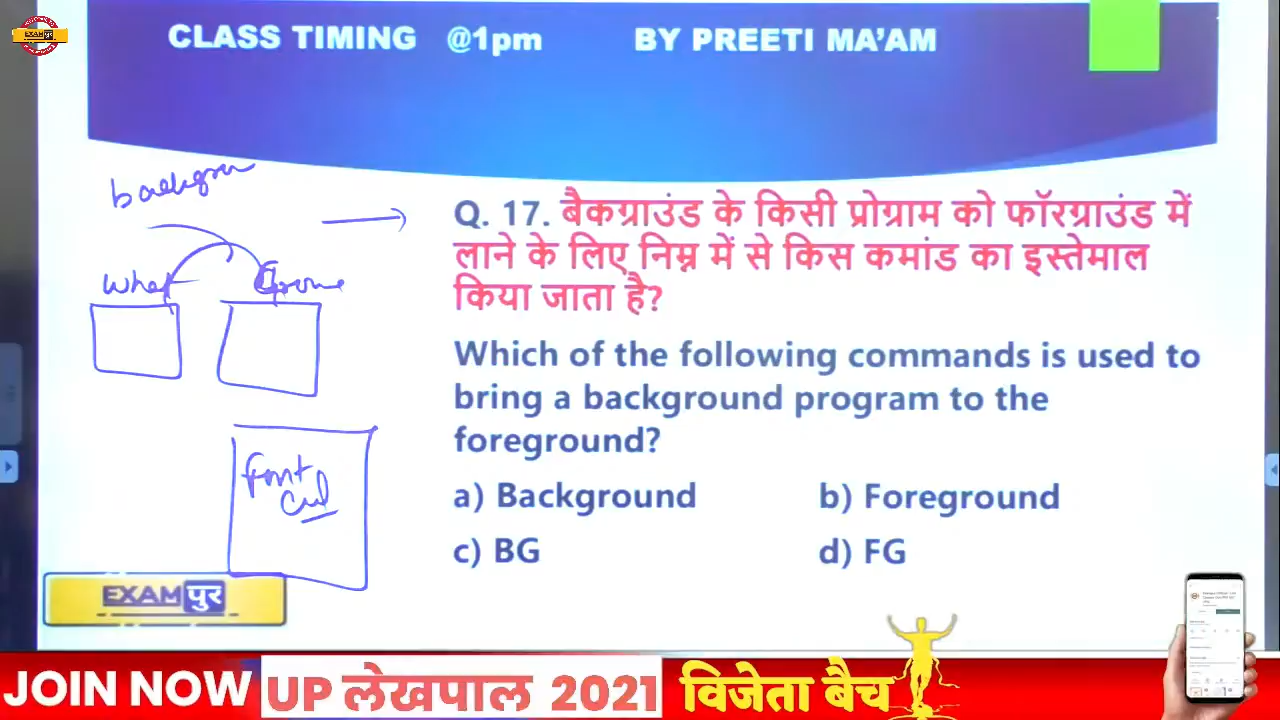 EXAMपुर
CLASS TIMING @1pm BY PREETI MA’AM
Q. 17. बैकग्राउंड के किसी प्रोग्राम को फॉरग्राउंड में
लाने के लिए निम्न में से किस कमांड का इस्तेमाल
किया जाता है?
Which of the following commands is used to
bring a background program to the
foreground?
a) Background b) Foreground
c) BG d) FG
EXAMपुर
JOIN NOW UP लेखपाल 2021 विजेता बैच